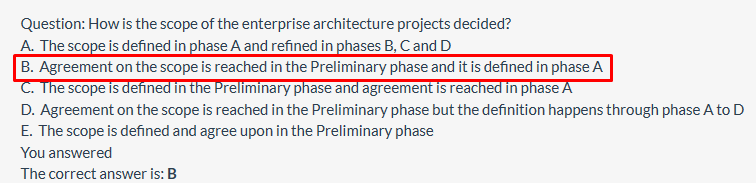 Question: How is the scope of the enterprise architecture projects decided?
A. The scope is defined in phase A and refined in phases B, C and D
B. Agreement on the scope is reached in the Preliminary phase and it is defined in phase A
C. The scope is defined in the Preliminary phase and agreement is reached in phase A
D. Agreement on the scope is reached in the Preliminary phase but the definition happens through phase A to D
E. The scope is defined and agree upon in the Preliminary phase
You answered
The correct answer is: B